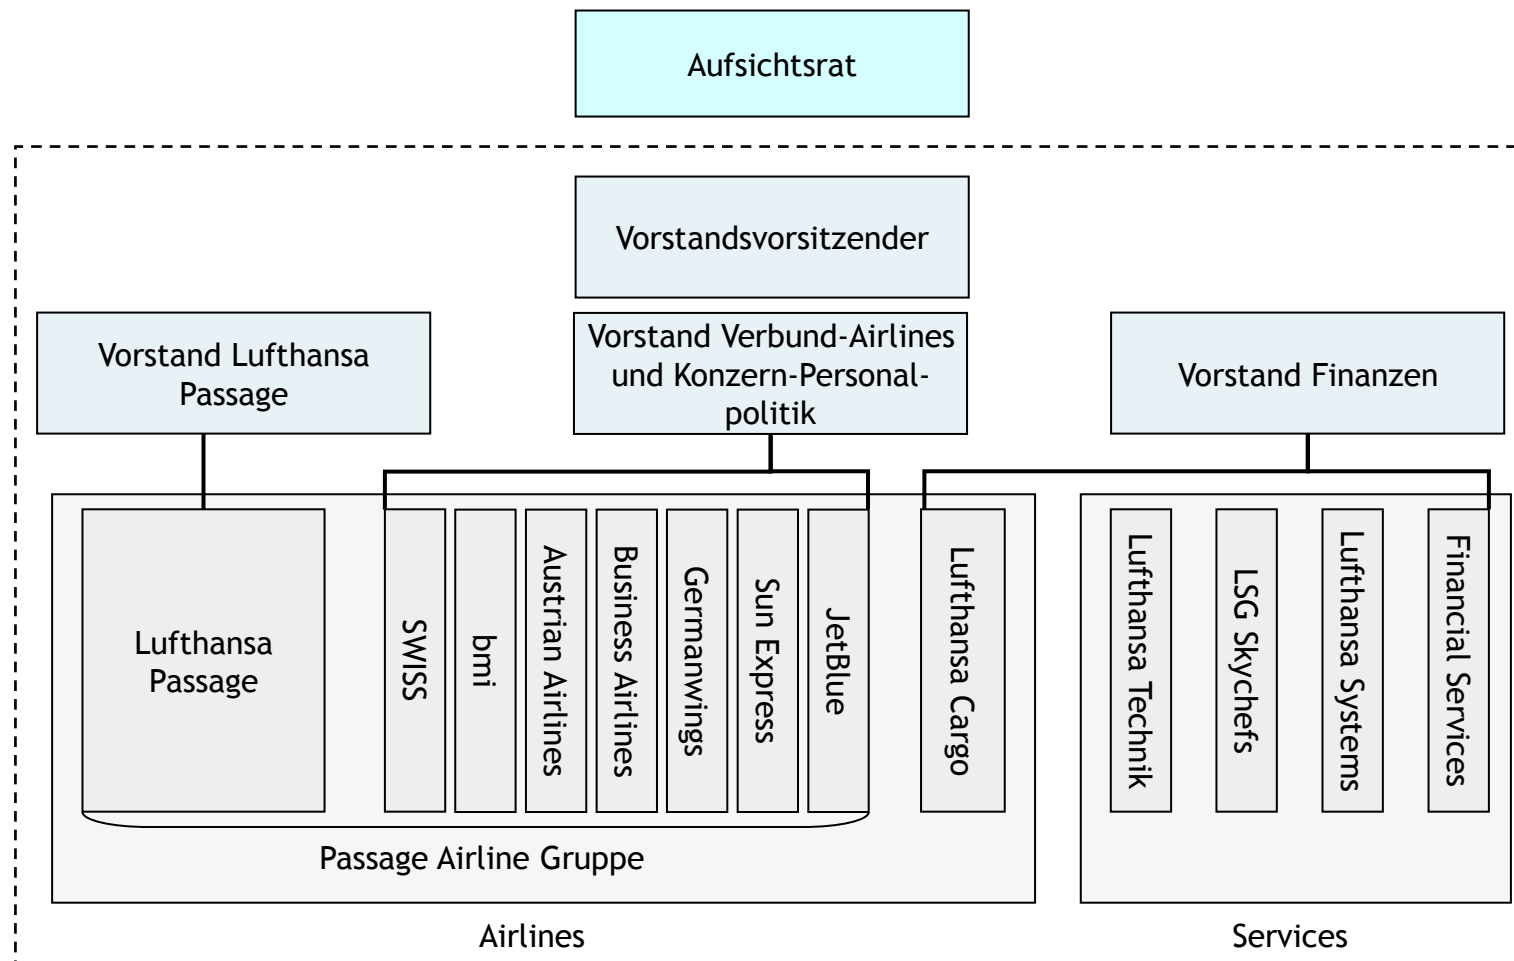 Aufsichtsrat
Vorstandsvorsitzender
Vorstand Lufthansa
Passage
Vorstand Verbund-Airlines
und Konzern-Personal-
politik
Vorstand Finanzen
Lufthansa
Passage
SWISS
bmi
Austrian Airlines
Business Airlines
Germanwings
Sun Express
JetBlue
Lufthansa Cargo
Lufthansa Technik
LSG Skychefs
Lufthansa Systems
Financial Services
Passage Airline Gruppe
Airlines
Services